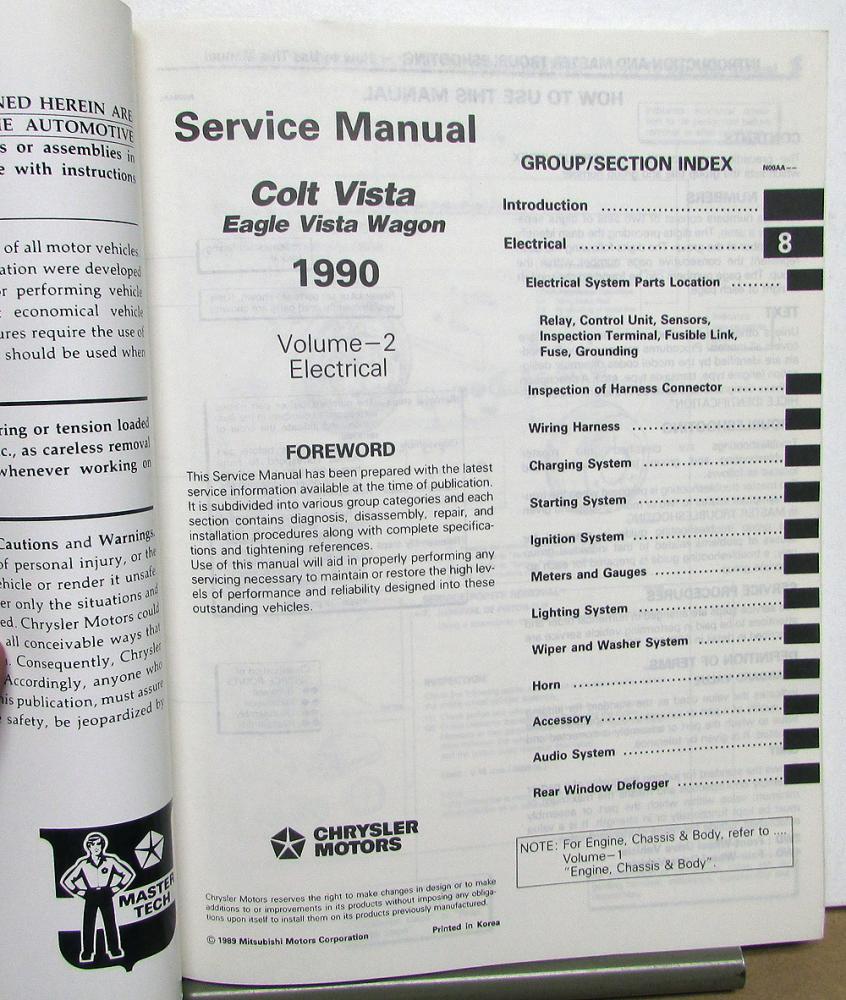 NED HEREIN ARE
IE AUTOMOTIVE
s or assemblies in
e with instructions
of all motor vehicles
ation were developed
or performing vehicle
economical vehicle
ures require the use of
should be used when
ring or tension loaded
c., as careless removal
whenever working on
Cautions and Warnings
of personal injury, or the
ehicle or render it unsafe
er only the situations and
ed. Chrysler Motors could
all conceivable ways that
. Consequently, Chrysler
Accordingly, anyone who
his publication, must assure
safety, be jeopardized by
MASTER
TECH
Service Manual
Colt Vista
Eagle Vista Wagon
1990
Volume–2
Electrical
FOREWORD
This Service Manual has been prepared with the latest
service information available at the time of publication.
It is subdivided into various group categories and each
section contains diagnosis, disassembly, repair, and
installation procedures along with complete specifica-
tions and tightening references.
Use of this manual will aid in properly performing any
servicing necessary to maintain or restore the high lev-
els of performance and reliability designed into these
outstanding vehicles.
CHRYSLER
MOTORS
Chrysler Motors reserves the right to make changes in design or to make
additions to or improvements in its products without imposing any obliga-
tions upon itself to install them on its products previously manufactured.
Printed in Korea
© 1989 Mitsubishi Motors Corporation
GROUP/SECTION INDEX N00AA--
Introduction ........................
Electrical ........................ 8
Electrical System Parts Location ........
Relay, Control Unit, Sensors,
Inspection Terminal, Fusible Link,
Fuse, Grounding
Inspection of Harness Connector ..........
Wiring Harness ........................
Charging System ........................
Starting System ........................
Ignition System ........................
Meters and Gauges ........................
Lighting System ........................
Wiper and Washer System ................
Horn ........................
Accessory ........................
Audio System ........................
Rear Window Defogger ....................
NOTE: For Engine, Chassis & Body, refer to ....
Volume–1
"Engine, Chassis & Body".